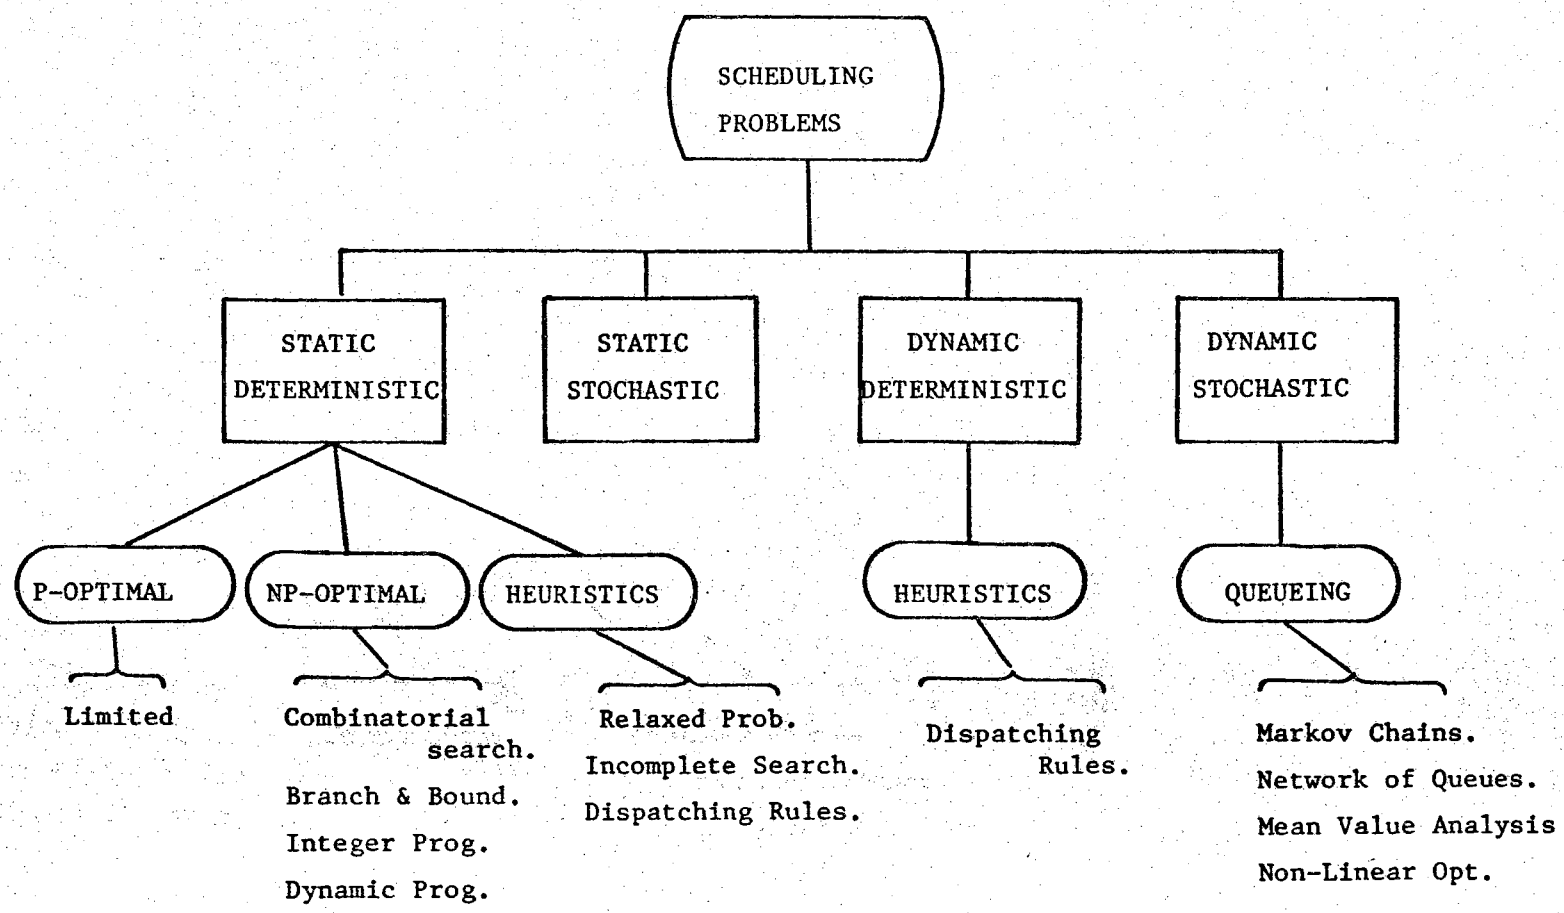 SCHEDULING
PROBLEMS
STATIC
DETERMINISTIC
STATIC
STOCHASTIC
DYNAMIC
DETERMINISTIC
DYNAMIC
STOCHASTIC
P-OPTIMAL
NP-OPTIMAL
HEURISTICS
HEURISTICS
QUEUEING
Limited
Combinatorial
search.
Branch & Bound.
Integer Prog.
Dynamic Prog.
Relaxed Prob.
Incomplete Search.
Dispatching Rules.
Dispatching
Rules.
Markov Chains.
Network of Queues.
Mean Value Analysis
Non-Linear Opt.